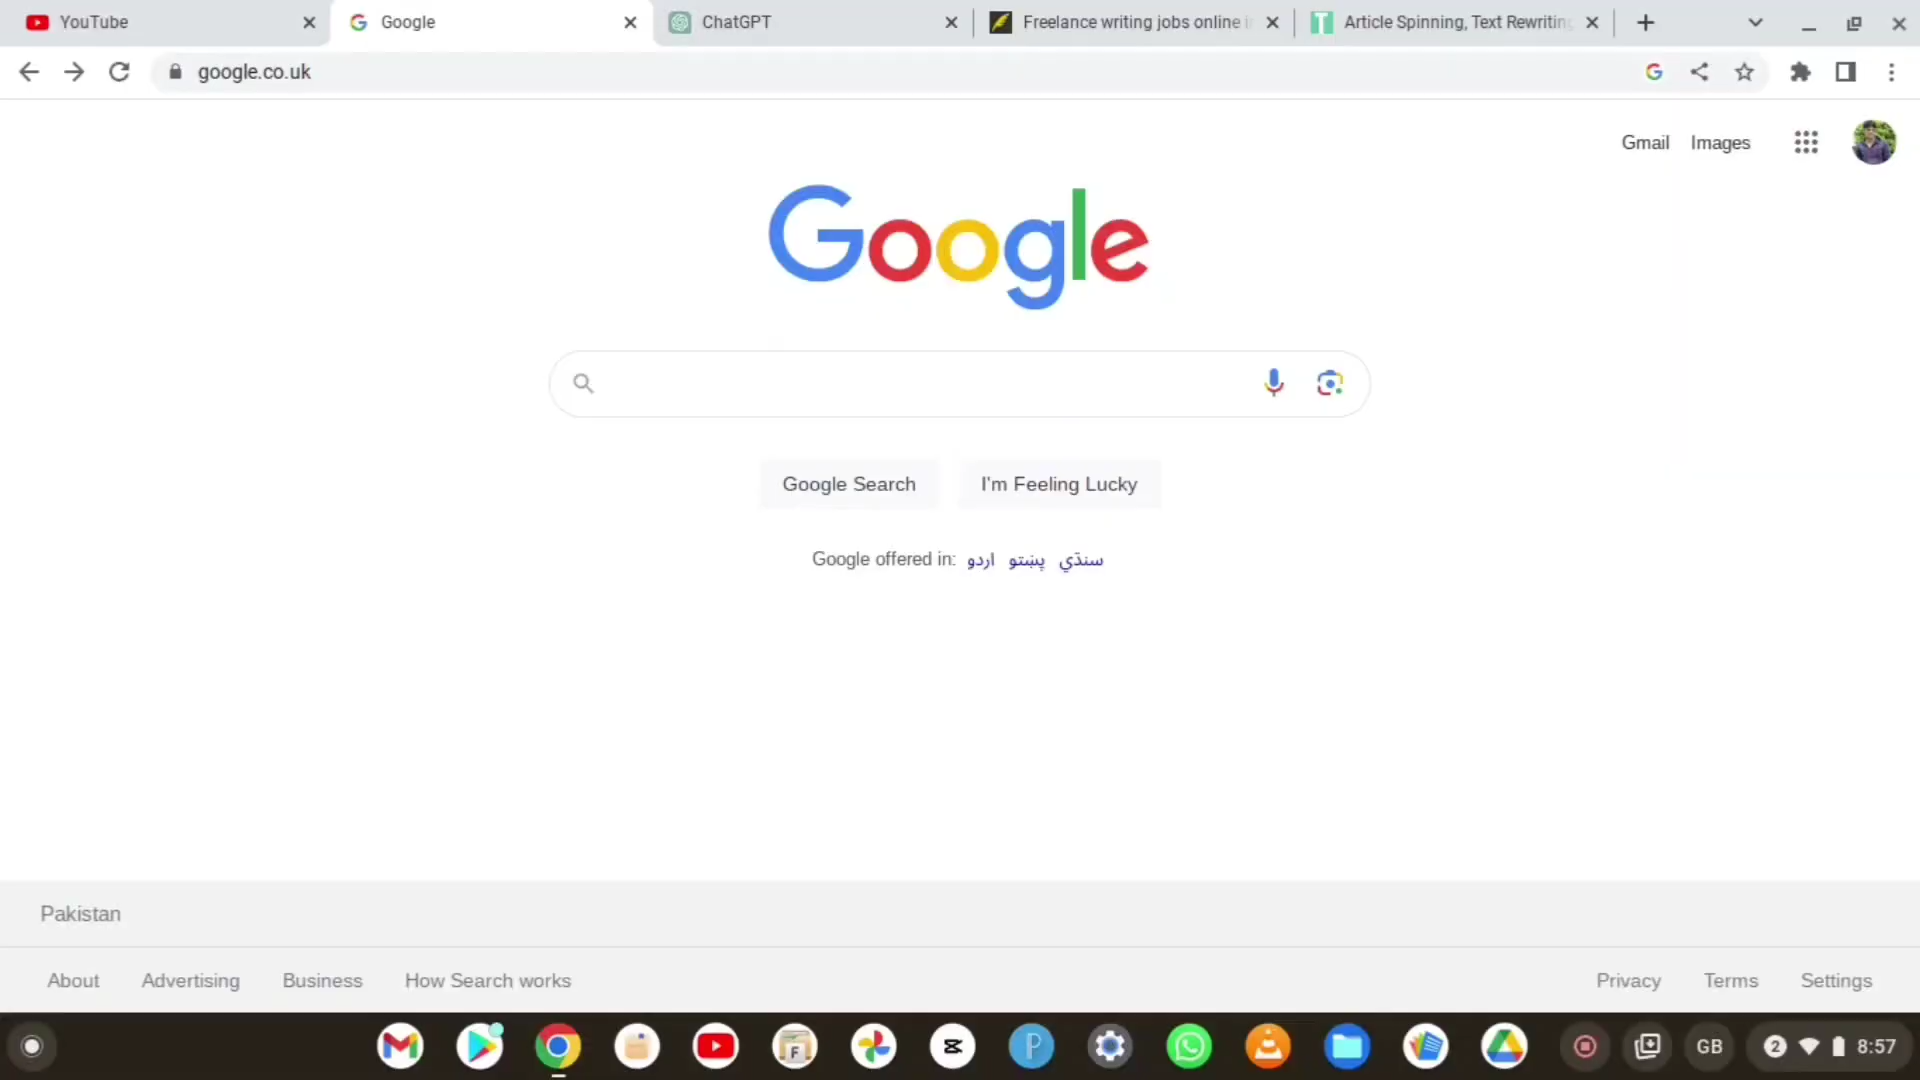 YouTube
Google
ChatGPT
Freelance writing jobs online i
Article Spinning, Text Rewriting
google.co.uk
Gmail Images
Google
Google Search I'm Feeling Lucky
Google offered in: اردو پښتو سنڌي
Pakistan
About Advertising Business How Search works Privacy Terms Settings
GB 2 8:57